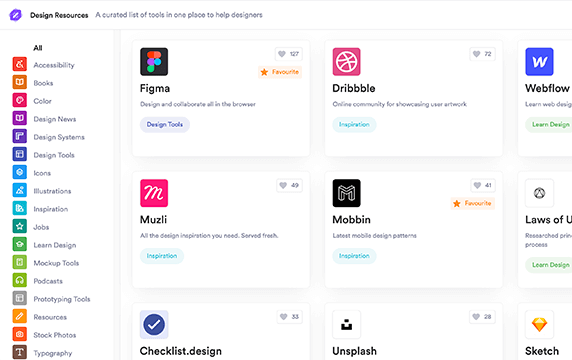 Design Resources A curated list of tools in one place to help designers
All
Accessibility
Books
Color
Design News
Design Systems
Design Tools
Icons
Illustrations
Inspiration
Jobs
Learn Design
Mockup Tools
Podcasts
Prototyping Tools
Resources
Stock Photos
Typography
127
Favourite
Figma
Design and collaborate all in the browser
Design Tools
72
Dribbble
Online community for showcasing user artwork
Inspiration
W
Webflow
Learn web desig
Learn Design
49
Muzli
All the design inspiration you need. Served fresh.
Inspiration
41
Favourite
Mobbin
Latest mobile design patterns
Inspiration
Laws of U
Researched prin
process
Learn Design
33
Checklist.design
28
Unsplash
Sketch